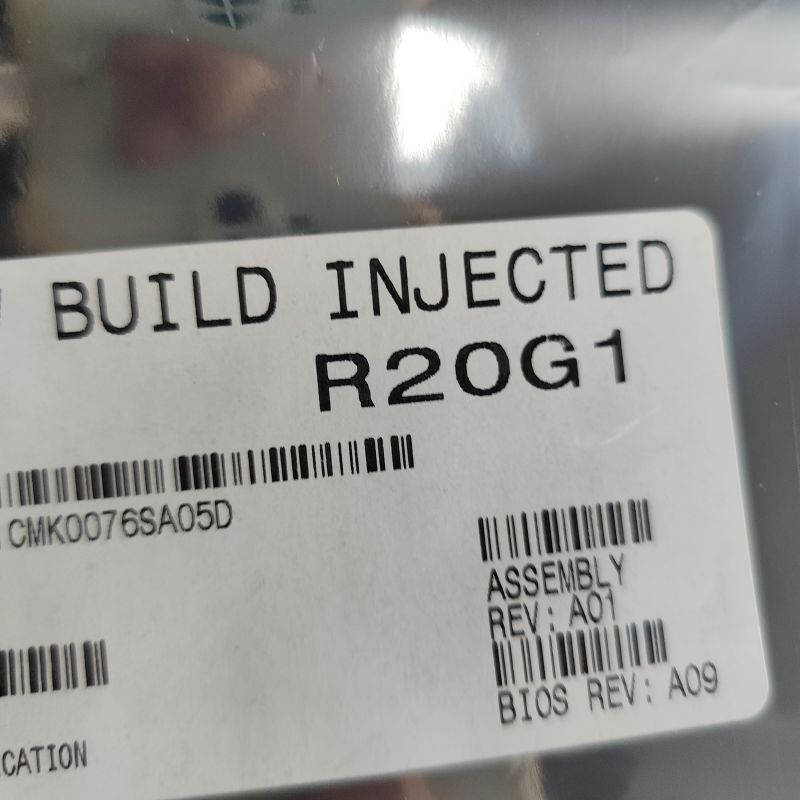 BUILD INJECTED
R20G1
CMK0076SA05D
ASSEMBLY
REV: A01
BIOS REV: A09
CATION